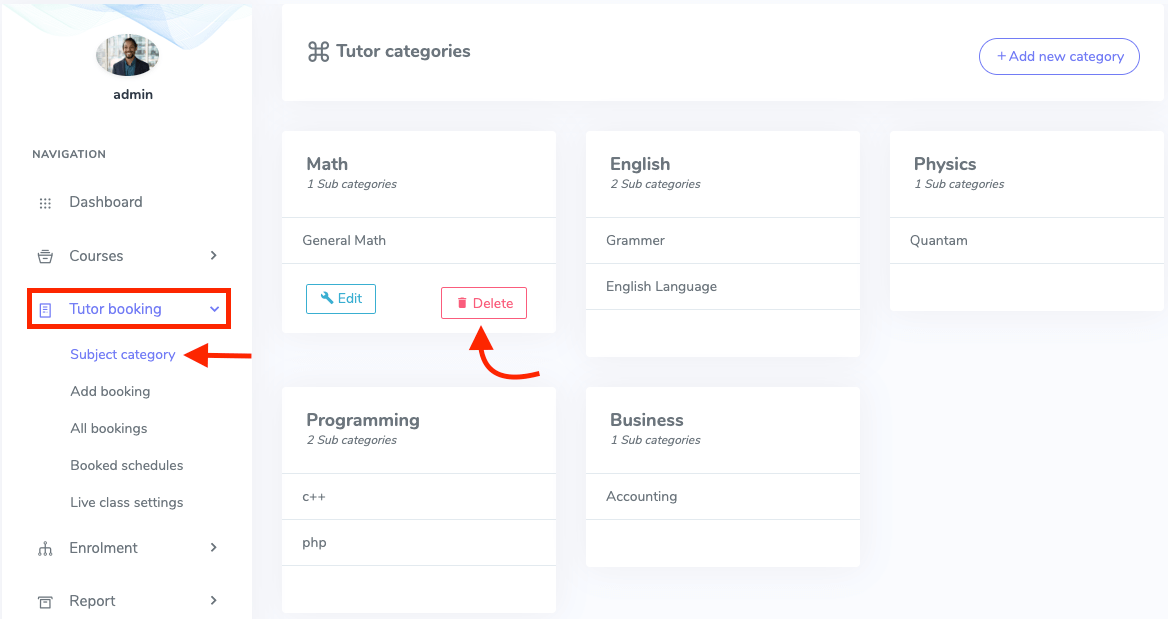 admin
NAVIGATION
Dashboard
Courses
Tutor booking
Subject category
Add booking
All bookings
Booked schedules
Live class settings
Enrolment
Report
Tutor categories
+ Add new category
Math
1 Sub categories
General Math
Edit
Delete
English
2 Sub categories
Grammer
English Language
Physics
1 Sub categories
Quantam
Programming
2 Sub categories
c++
php
Business
1 Sub categories
Accounting